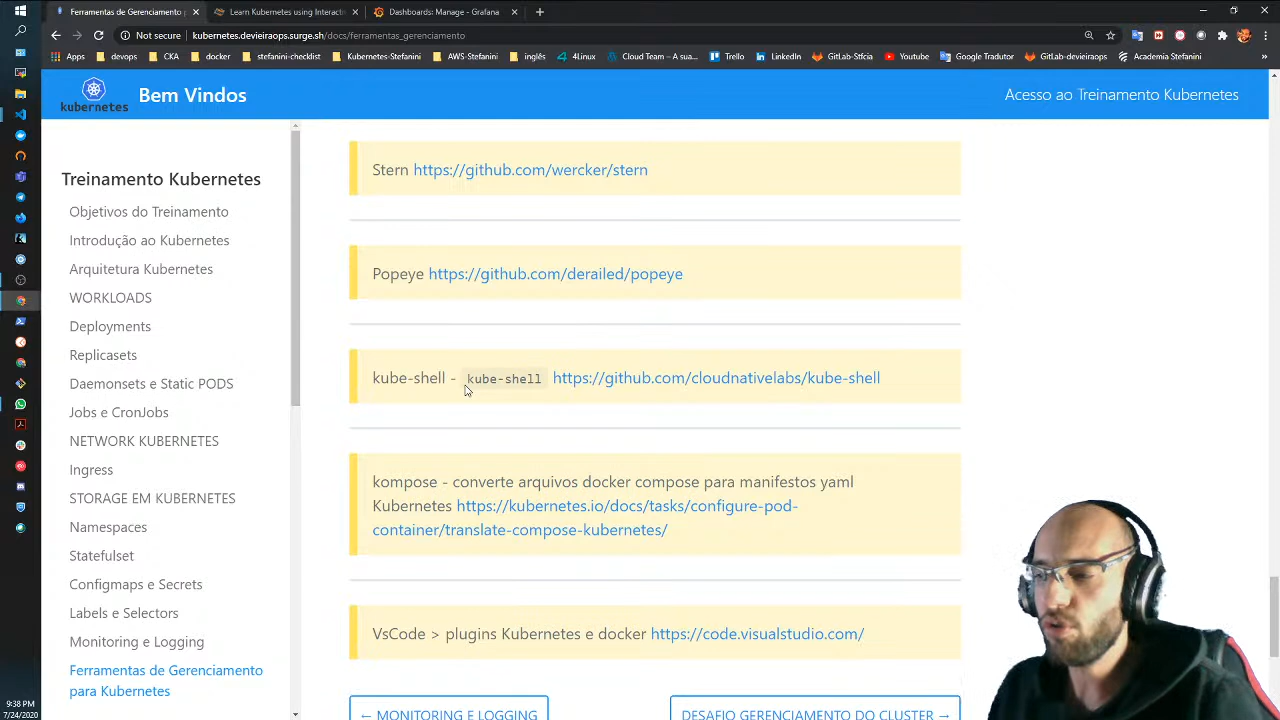 Ferramentas de Gerenciamento
Learn Kubernetes using Interact
Dashboards: Manage - Grafana
Not secure
kubernetes.devieiraops.surge.sh/docs/ferramentas_gerenciamento
Apps
devops
CKA
docker
stefanini-checklist
Kubernetes-Stefanini
AWS-Stefanini
inglês
4Linux
Cloud Team – A sua...
Trello
LinkedIn
GitLab-Stfcia
Youtube
Google Tradutor
GitLab-devieiraops
Academia Stefanini
kubernetes
Bem Vindos
Acesso ao Treinamento Kubernetes
Treinamento Kubernetes
Objetivos do Treinamento
Introdução ao Kubernetes
Arquitetura Kubernetes
WORKLOADS
Deployments
Replicasets
Daemonsets e Static PODS
Jobs e CronJobs
NETWORK KUBERNETES
Ingress
STORAGE EM KUBERNETES
Namespaces
Statefulset
Configmaps e Secrets
Labels e Selectors
Monitoring e Logging
Ferramentas de Gerenciamento
para Kubernetes
Stern https://github.com/wercker/stern
Popeye https://github.com/derailed/popeye
kube-shell - kube-shell https://github.com/cloudnativelabs/kube-shell
kompose - converte arquivos docker compose para manifestos yaml
Kubernetes https://kubernetes.io/docs/tasks/configure-pod-
container/translate-compose-kubernetes/
VsCode > plugins Kubernetes e docker https://code.visualstudio.com/
← MONITORING E LOGGING
DESAFIO GERENCIAMENTO DO CLUSTER →
9:38 PM
7/24/2020